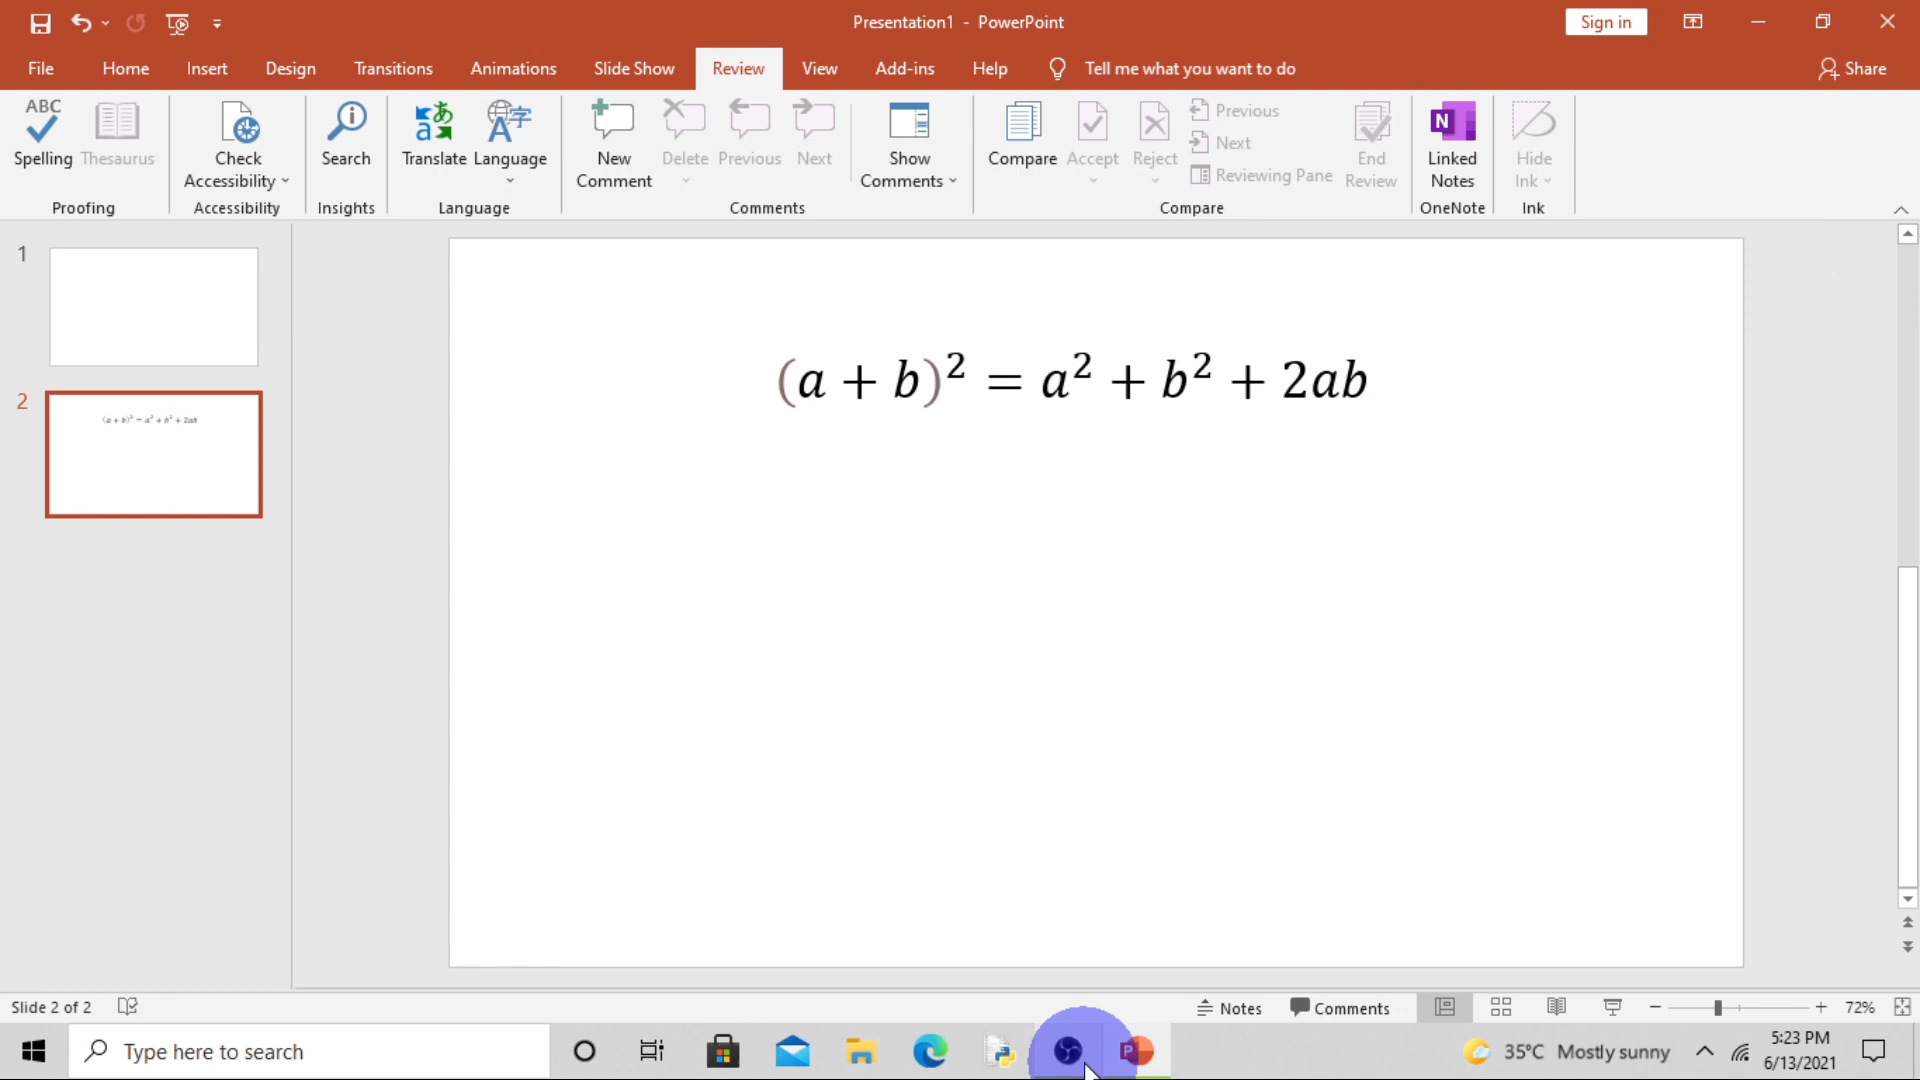 Presentation1 - PowerPoint
Sign in
File Home Insert Design Transitions Animations Slide Show Review View Add-ins Help Tell me what you want to do Share
ABC
Spelling Thesaurus
Proofing
Check Accessibility
Accessibility
Search
Insights
Translate Language
Language
New Comment Delete Previous Next Show Comments
Comments
Compare Accept Reject Previous Next Reviewing Pane End Review
Compare
N
Linked Notes
OneNote
Hide Ink
Ink
1
2
(a + b)² = a² + b² + 2ab
(a + b)² = a² + b² + 2ab
Slide 2 of 2
Notes Comments 72%
Type here to search
P
35°C Mostly sunny
5:23 PM
6/13/2021